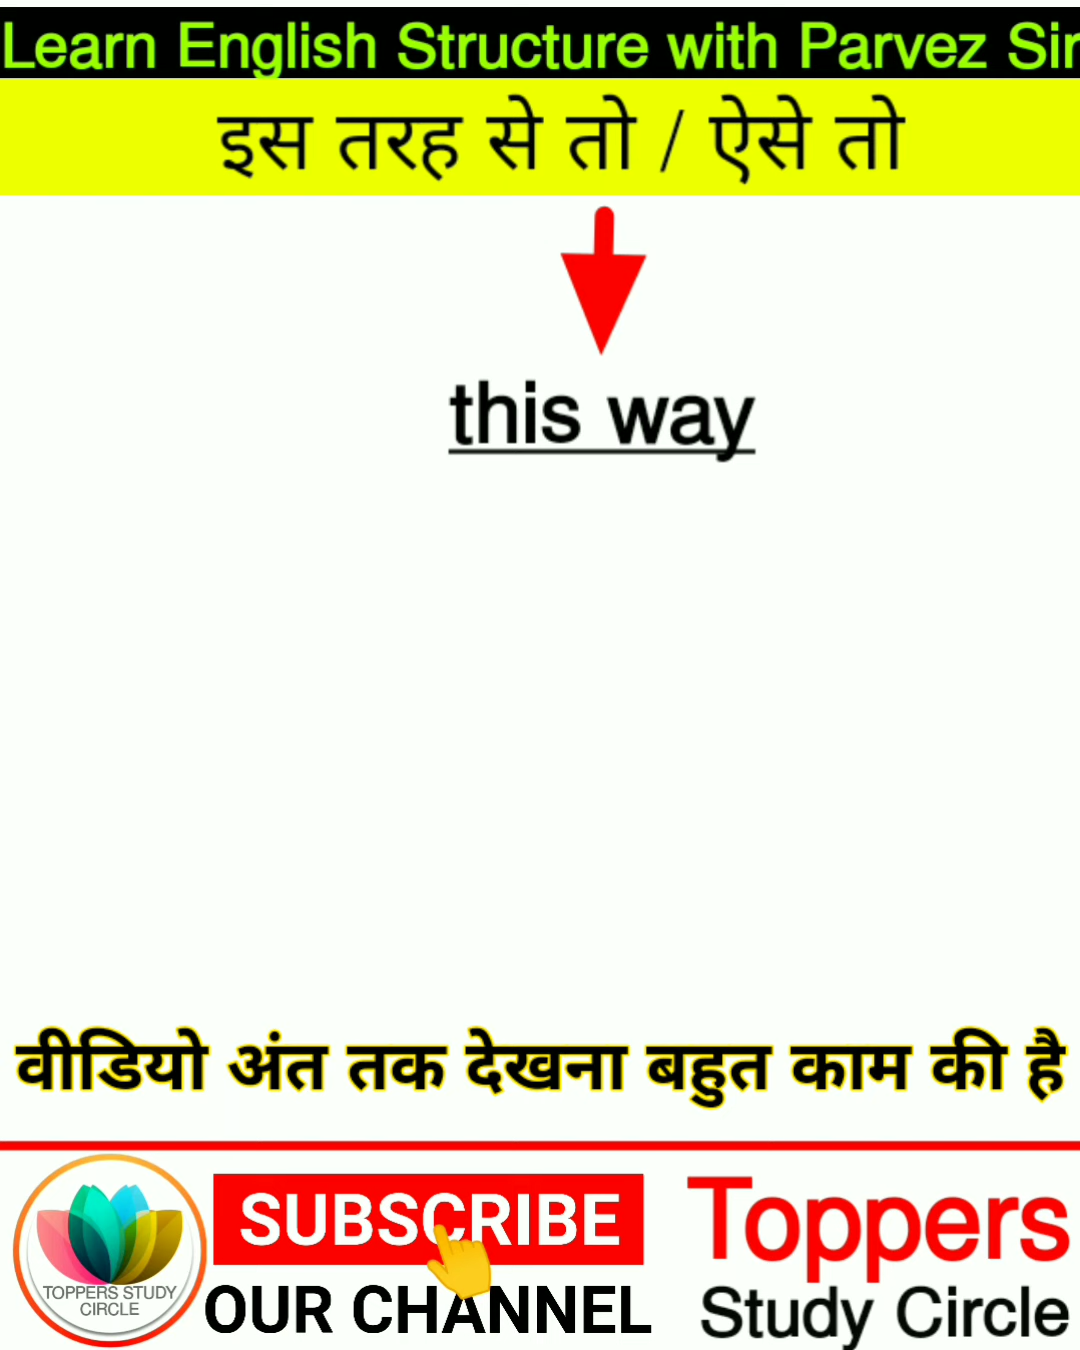 Learn English Structure with Parvez Sir
इस तरह से तो / ऐसे तो
this way
वीडियो अंत तक देखना बहुत काम की है
TOPPERS STUDY
CIRCLE
SUBSCRIBE
OUR CHANNEL
Toppers
Study Circle